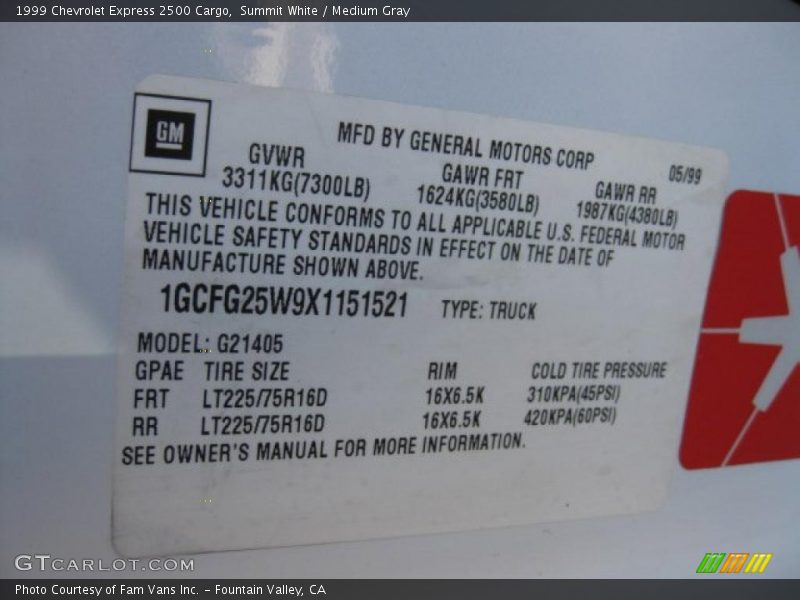 1999 Chevrolet Express 2500 Cargo,  Summit White / Medium Gray
GM
MFD BY GENERAL MOTORS CORP
05/99
GVWR GAWR FRT GAWR RR
3311KG(7300LB) 1624KG(3580LB) 1987KG(4380LB)
THIS VEHICLE CONFORMS TO ALL APPLICABLE U.S. FEDERAL MOTOR
VEHICLE SAFETY STANDARDS IN EFFECT ON THE DATE OF
MANUFACTURE SHOWN ABOVE.
1GCFG25W9X1151521 TYPE: TRUCK
MODEL: G21405
GPAE TIRE SIZE RIM COLD TIRE PRESSURE
FRT LT225/75R16D 16X6.5K 310KPA(45PSI)
RR LT225/75R16D 16X6.5K 420KPA(60PSI)
SEE OWNER'S MANUAL FOR MORE INFORMATION.
GTCARLOT.COM
Photo Courtesy of Fam Vans Inc. - Fountain Valley, CA